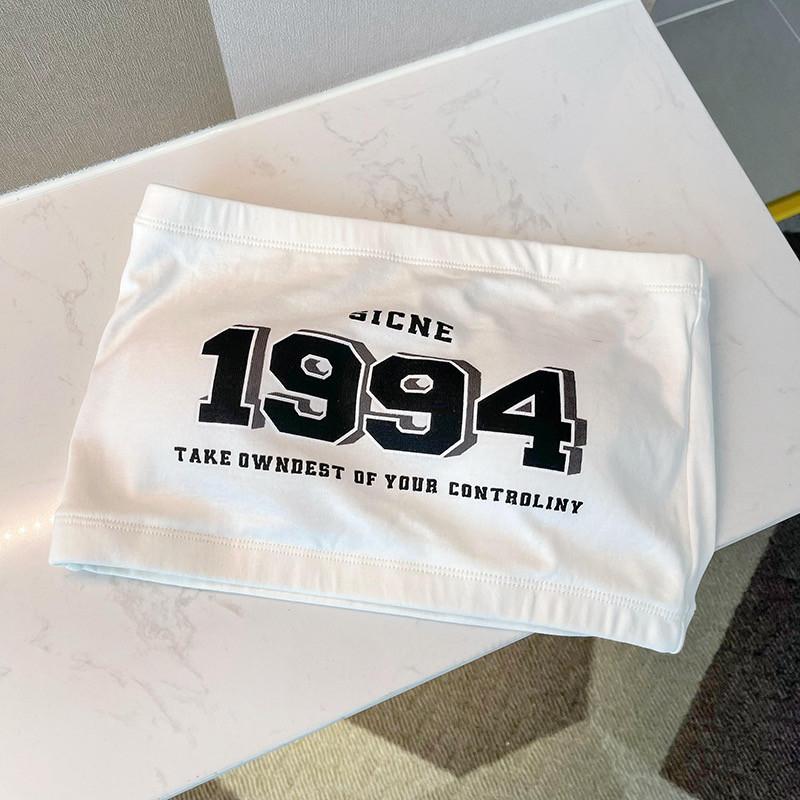 SICNE
1994
TAKE OWNDEST OF YOUR CONTROLINY